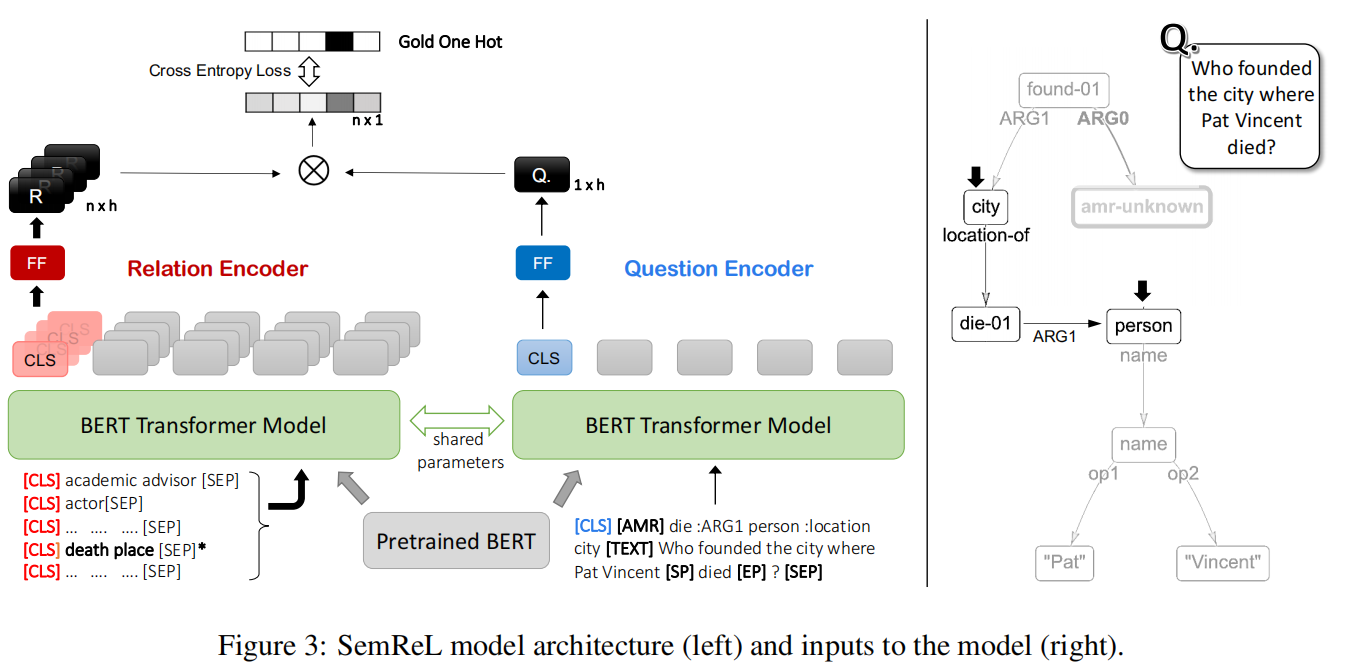 Gold One Hot
Cross Entropy Loss
n x 1
R
R
R
R
n x h
Q.
1 x h
FF
Relation Encoder
FF
Question Encoder
CLS
CLS
CLS
CLS
CLS
BERT Transformer Model
shared
parameters
BERT Transformer Model
[CLS] academic advisor [SEP]
[CLS] actor[SEP]
[CLS] ... .... .... [SEP]
[CLS] death place [SEP]*
[CLS] ... .... .... [SEP]
Pretrained BERT
[CLS] [AMR] die :ARG1 person :location
city [TEXT] Who founded the city where
Pat Vincent [SP] died [EP] ? [SEP]
Q.
Who founded
the city where
Pat Vincent
died?
found-01
ARG1 ARG0
city
amr-unknown
location-of
die-01
ARG1
person
name
name
op1 op2
"Pat" "Vincent"
Figure 3: SemReL model architecture (left) and inputs to the model (right).